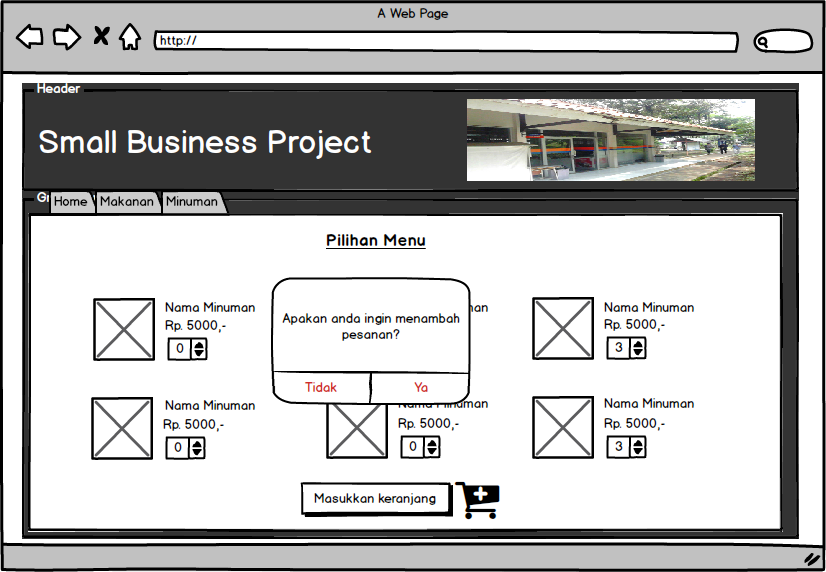 A Web Page
http://
Header
Small Business Project
Home
Makanan
Minuman
Pilihan Menu
Nama Minuman
Rp. 5000,-
0
Apakan anda ingin menambah
pesanan?
Tidak
Ya
Nama Minuman
Rp. 5000,-
3
Nama Minuman
Rp. 5000,-
0
Nama Minuman
Rp. 5000,-
0
Nama Minuman
Rp. 5000,-
3
Masukkan keranjang